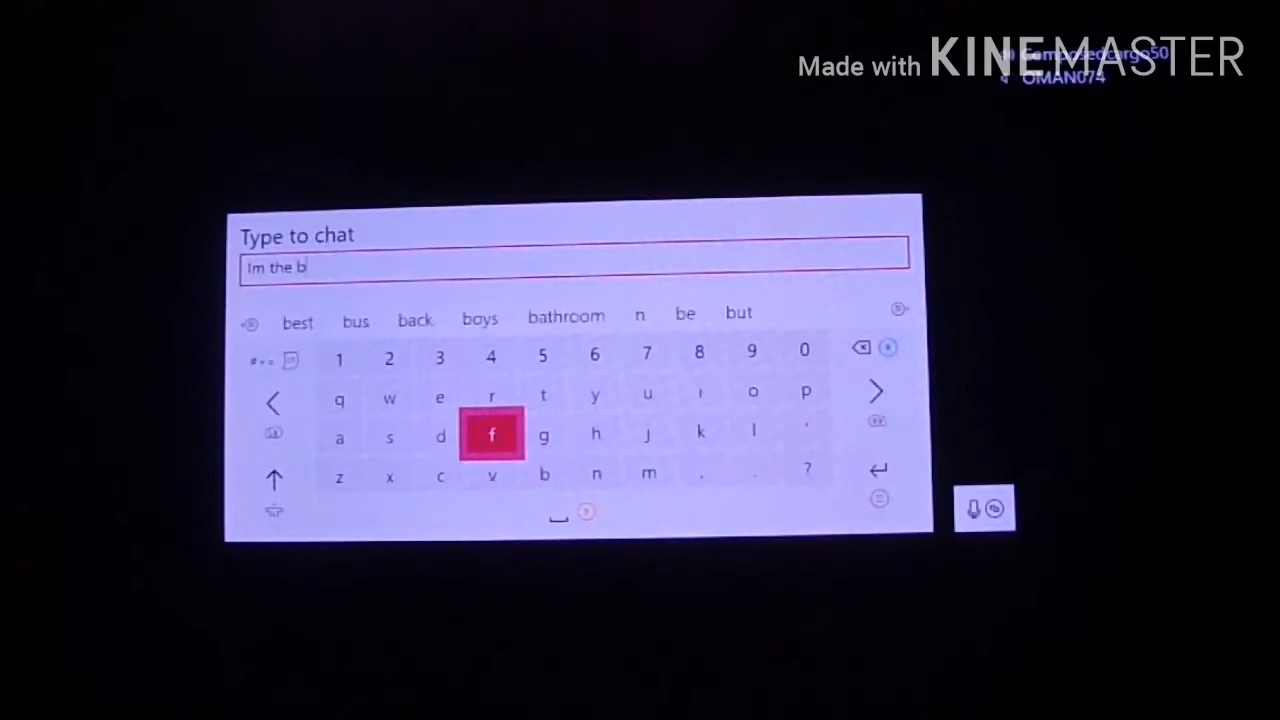 Made with KINEMASTER
OMAN074
Type to chat
Im the b
best bus back boys bathroom n be but
#+= 1 2 3 4 5 6 7 8 9 0
q w e r t y u i o p
a s d f g h j k l '
z x c v b n m , . ?